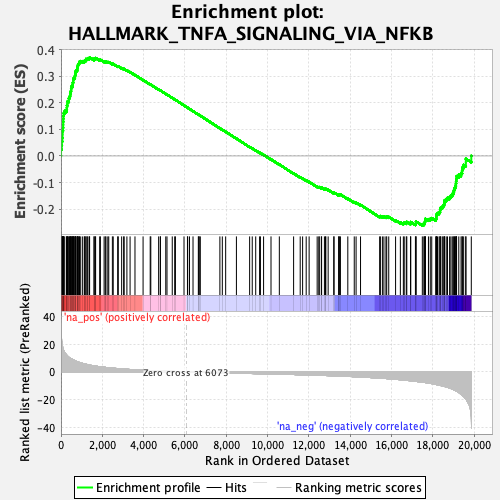 Enrichment plot:
HALLMARK_TNFA_SIGNALING_VIA_NFKB
Enrichment score (ES)
0.4
0.3
0.2
0.1
0.0
-0.1
-0.2
Ranked list metric (PreRanked)
40
20
0
-20
-40
'na_pos' (positively correlated)
Zero cross at 6073
'na_neg' (negatively correlated)
0
2,000
4,000
6,000
8,000
10,000
12,000
14,000
16,000
18,000
20,000
Rank in Ordered Dataset
Enrichment profile
Hits
Ranking metric scores